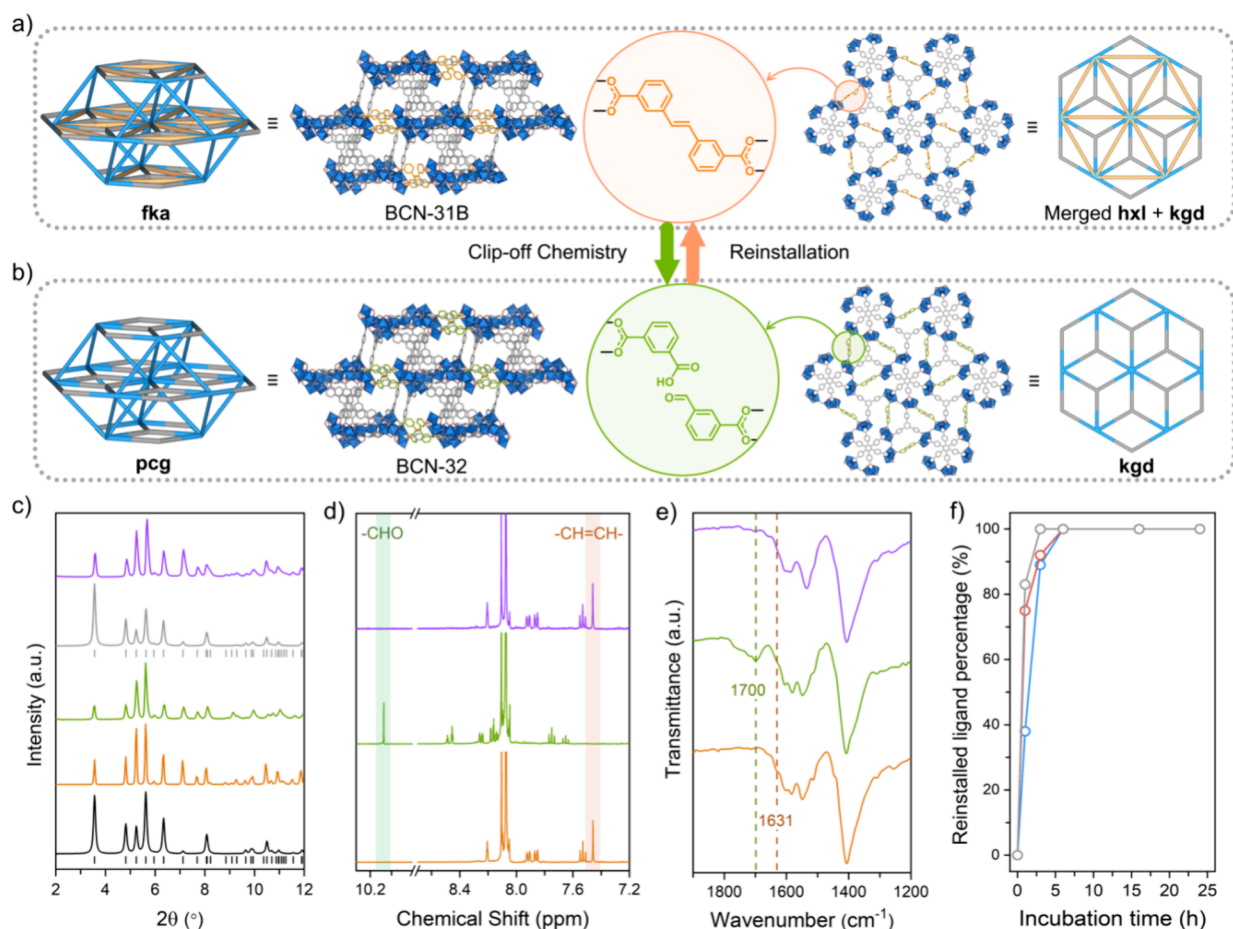 a)
≡
≡
fka
BCN-31B
Merged hxl + kgd
Clip-off Chemistry
Reinstallation
b)
HO
O
≡
≡
pcg
BCN-32
kgd
c)
d)
e)
f)
-CHO
-CH=CH-
1700
1631
Intensity (a.u.)
Transmittance (a.u.)
Reinstalled ligand percentage (%)
100
80
60
40
20
0
2 4 6 8 10 12
10.2 8.4 8.0 7.6 7.2
1800 1600 1400 1200
0 5 10 15 20 25
2θ (°)
Chemical Shift (ppm)
Wavenumber (cm⁻¹)
Incubation time (h)